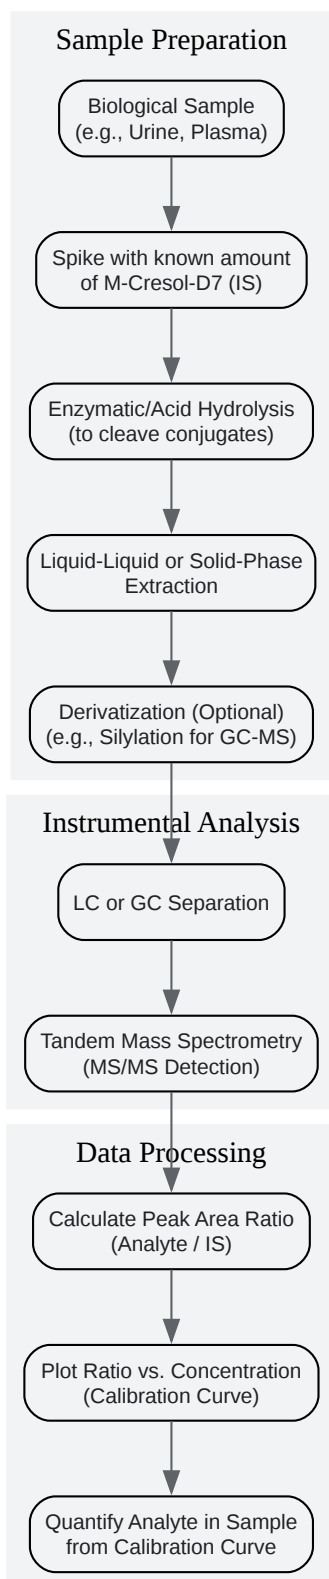 Sample Preparation
Biological Sample
(e.g., Urine, Plasma)
Spike with known amount
of M-Cresol-D7 (IS)
Enzymatic/Acid Hydrolysis
(to cleave conjugates)
Liquid-Liquid or Solid-Phase
Extraction
Derivatization (Optional)
(e.g., Silylation for GC-MS)
Instrumental Analysis
LC or GC Separation
Tandem Mass Spectrometry
(MS/MS Detection)
Data Processing
Calculate Peak Area Ratio
(Analyte / IS)
Plot Ratio vs. Concentration
(Calibration Curve)
Quantify Analyte in Sample
from Calibration Curve